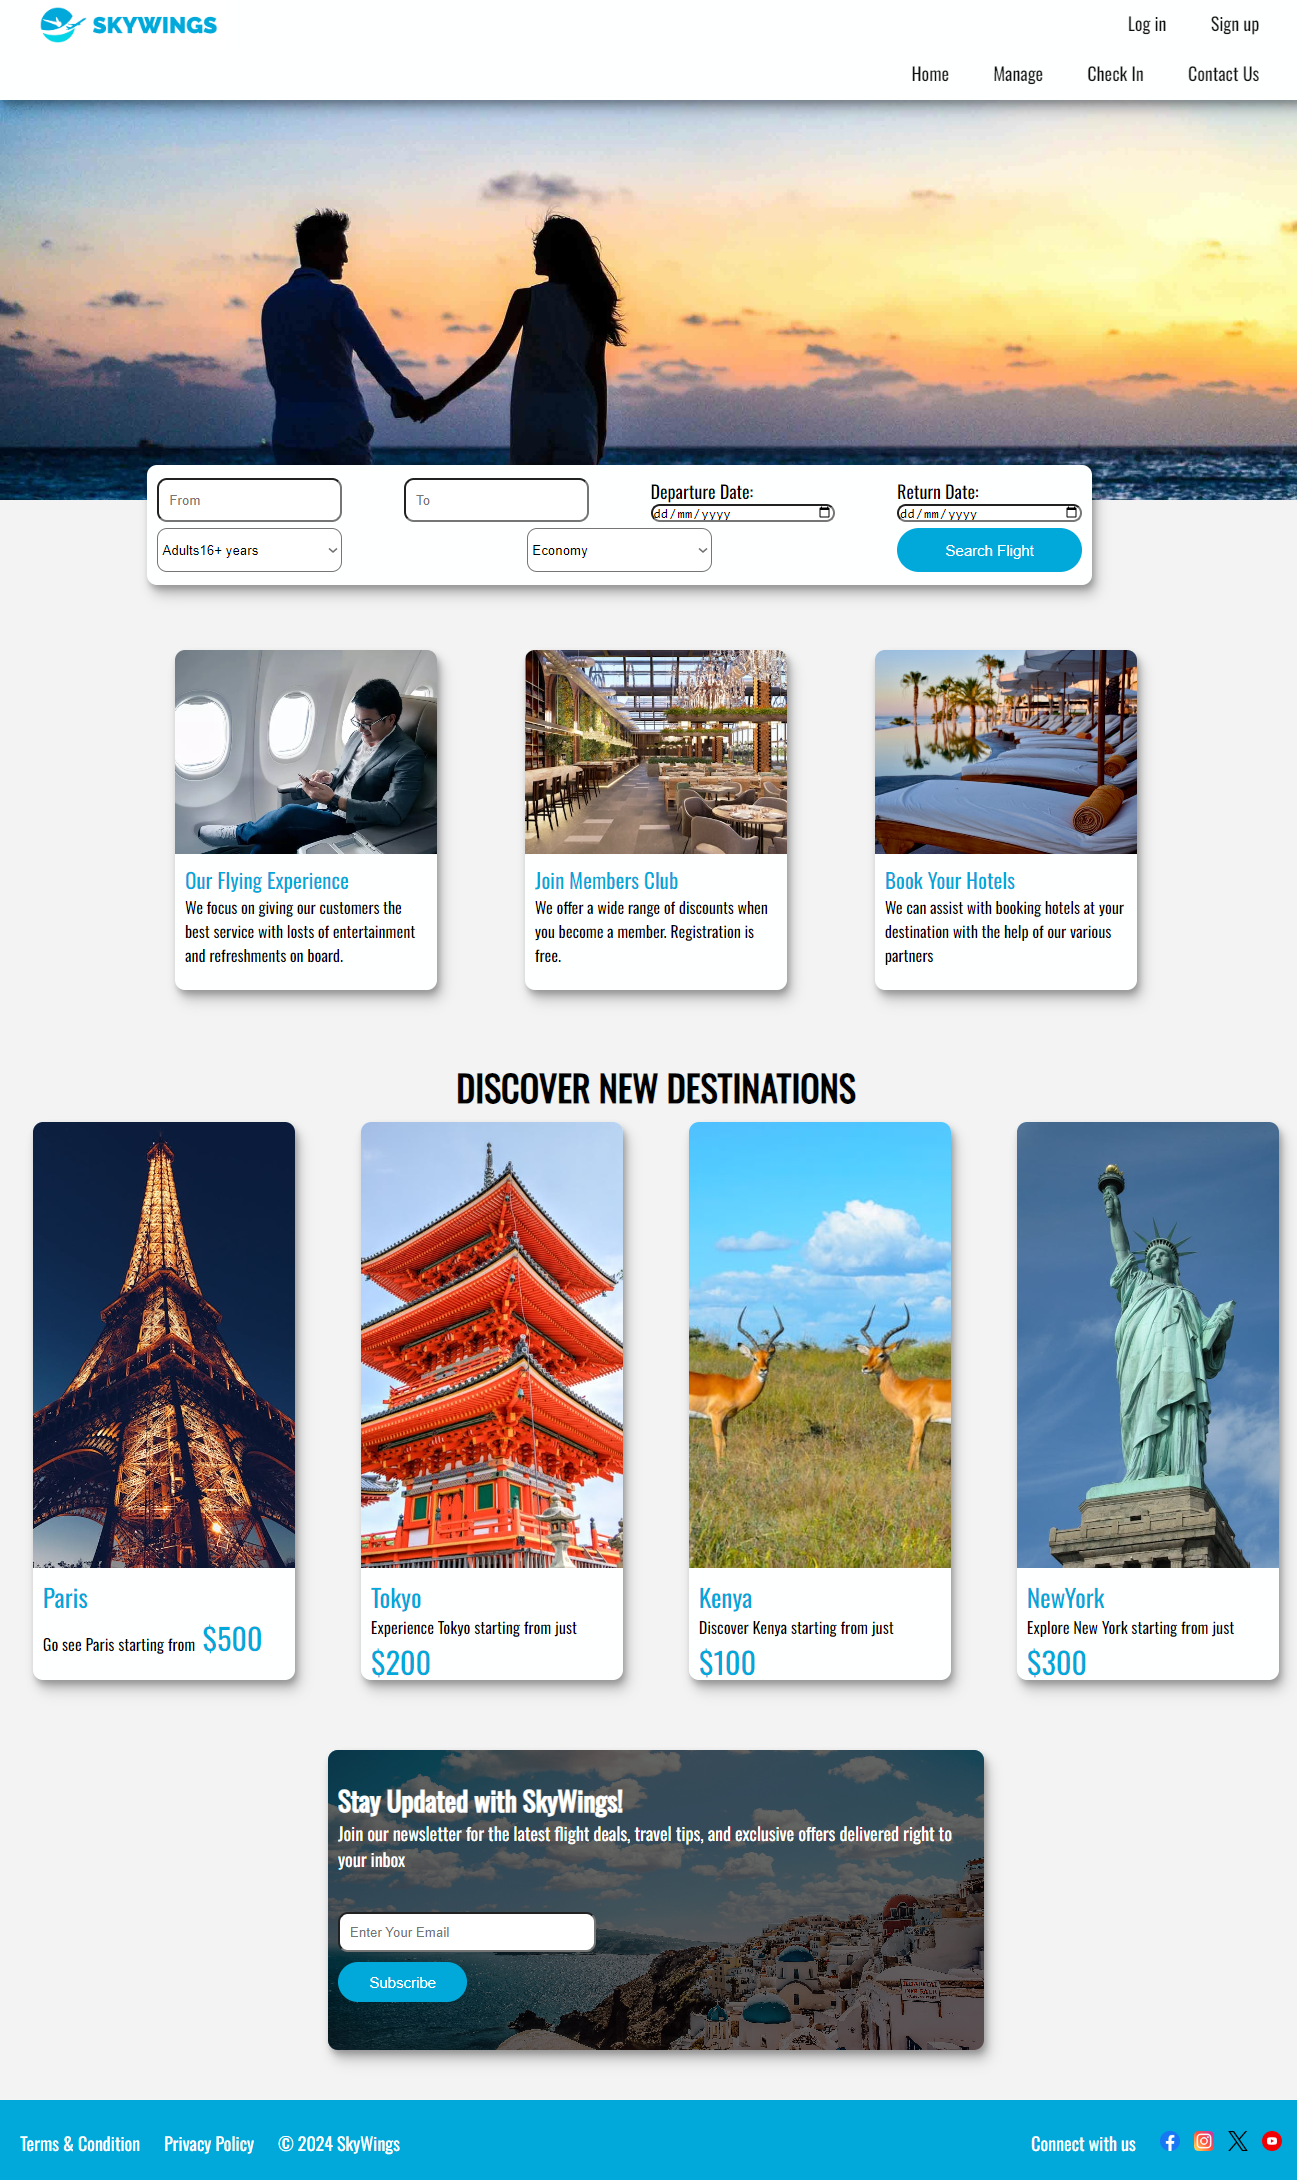 SKYWINGS
Log in Sign up
Home Manage Check In Contact Us
From To Departure Date: Return Date:
dd/mm/yyyy dd/mm/yyyy
Adults16+ years Economy Search Flight
Our Flying Experience
We focus on giving our customers the
best service with losts of entertainment
and refreshments on board.
Join Members Club
We offer a wide range of discounts when
you become a member. Registration is
free.
Book Your Hotels
We can assist with booking hotels at your
destination with the help of our various
partners
DISCOVER NEW DESTINATIONS
Paris
Go see Paris starting from $500
Tokyo
Experience Tokyo starting from just
$200
Kenya
Discover Kenya starting from just
$100
NewYork
Explore New York starting from just
$300
Stay Updated with SkyWings!
Join our newsletter for the latest flight deals, travel tips, and exclusive offers delivered right to
your inbox
Enter Your Email
Subscribe
Terms & Condition Privacy Policy © 2024 SkyWings Connect with us